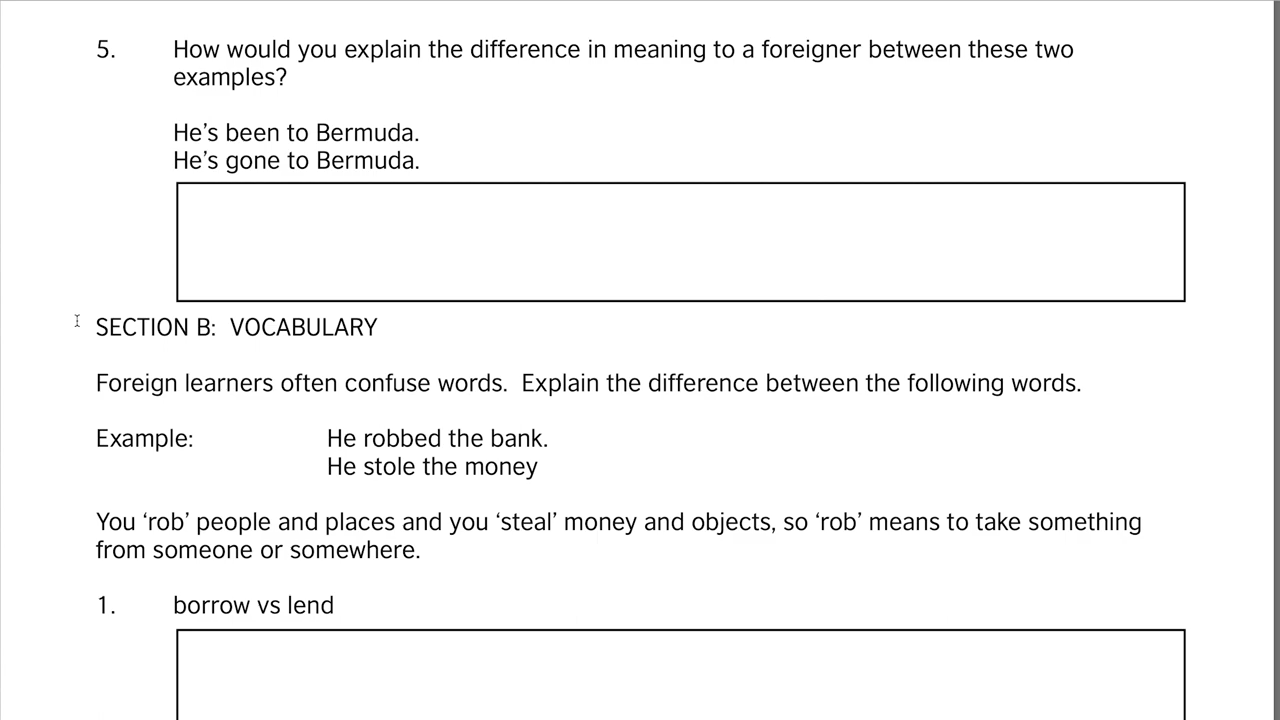 5. How would you explain the difference in meaning to a foreigner between these two
examples?
He’s been to Bermuda.
He’s gone to Bermuda.
SECTION B:  VOCABULARY
Foreign learners often confuse words.  Explain the difference between the following words.
Example: He robbed the bank.
He stole the money
You ‘rob’ people and places and you ‘steal’ money and objects, so ‘rob’ means to take something
from someone or somewhere.
1. borrow vs lend